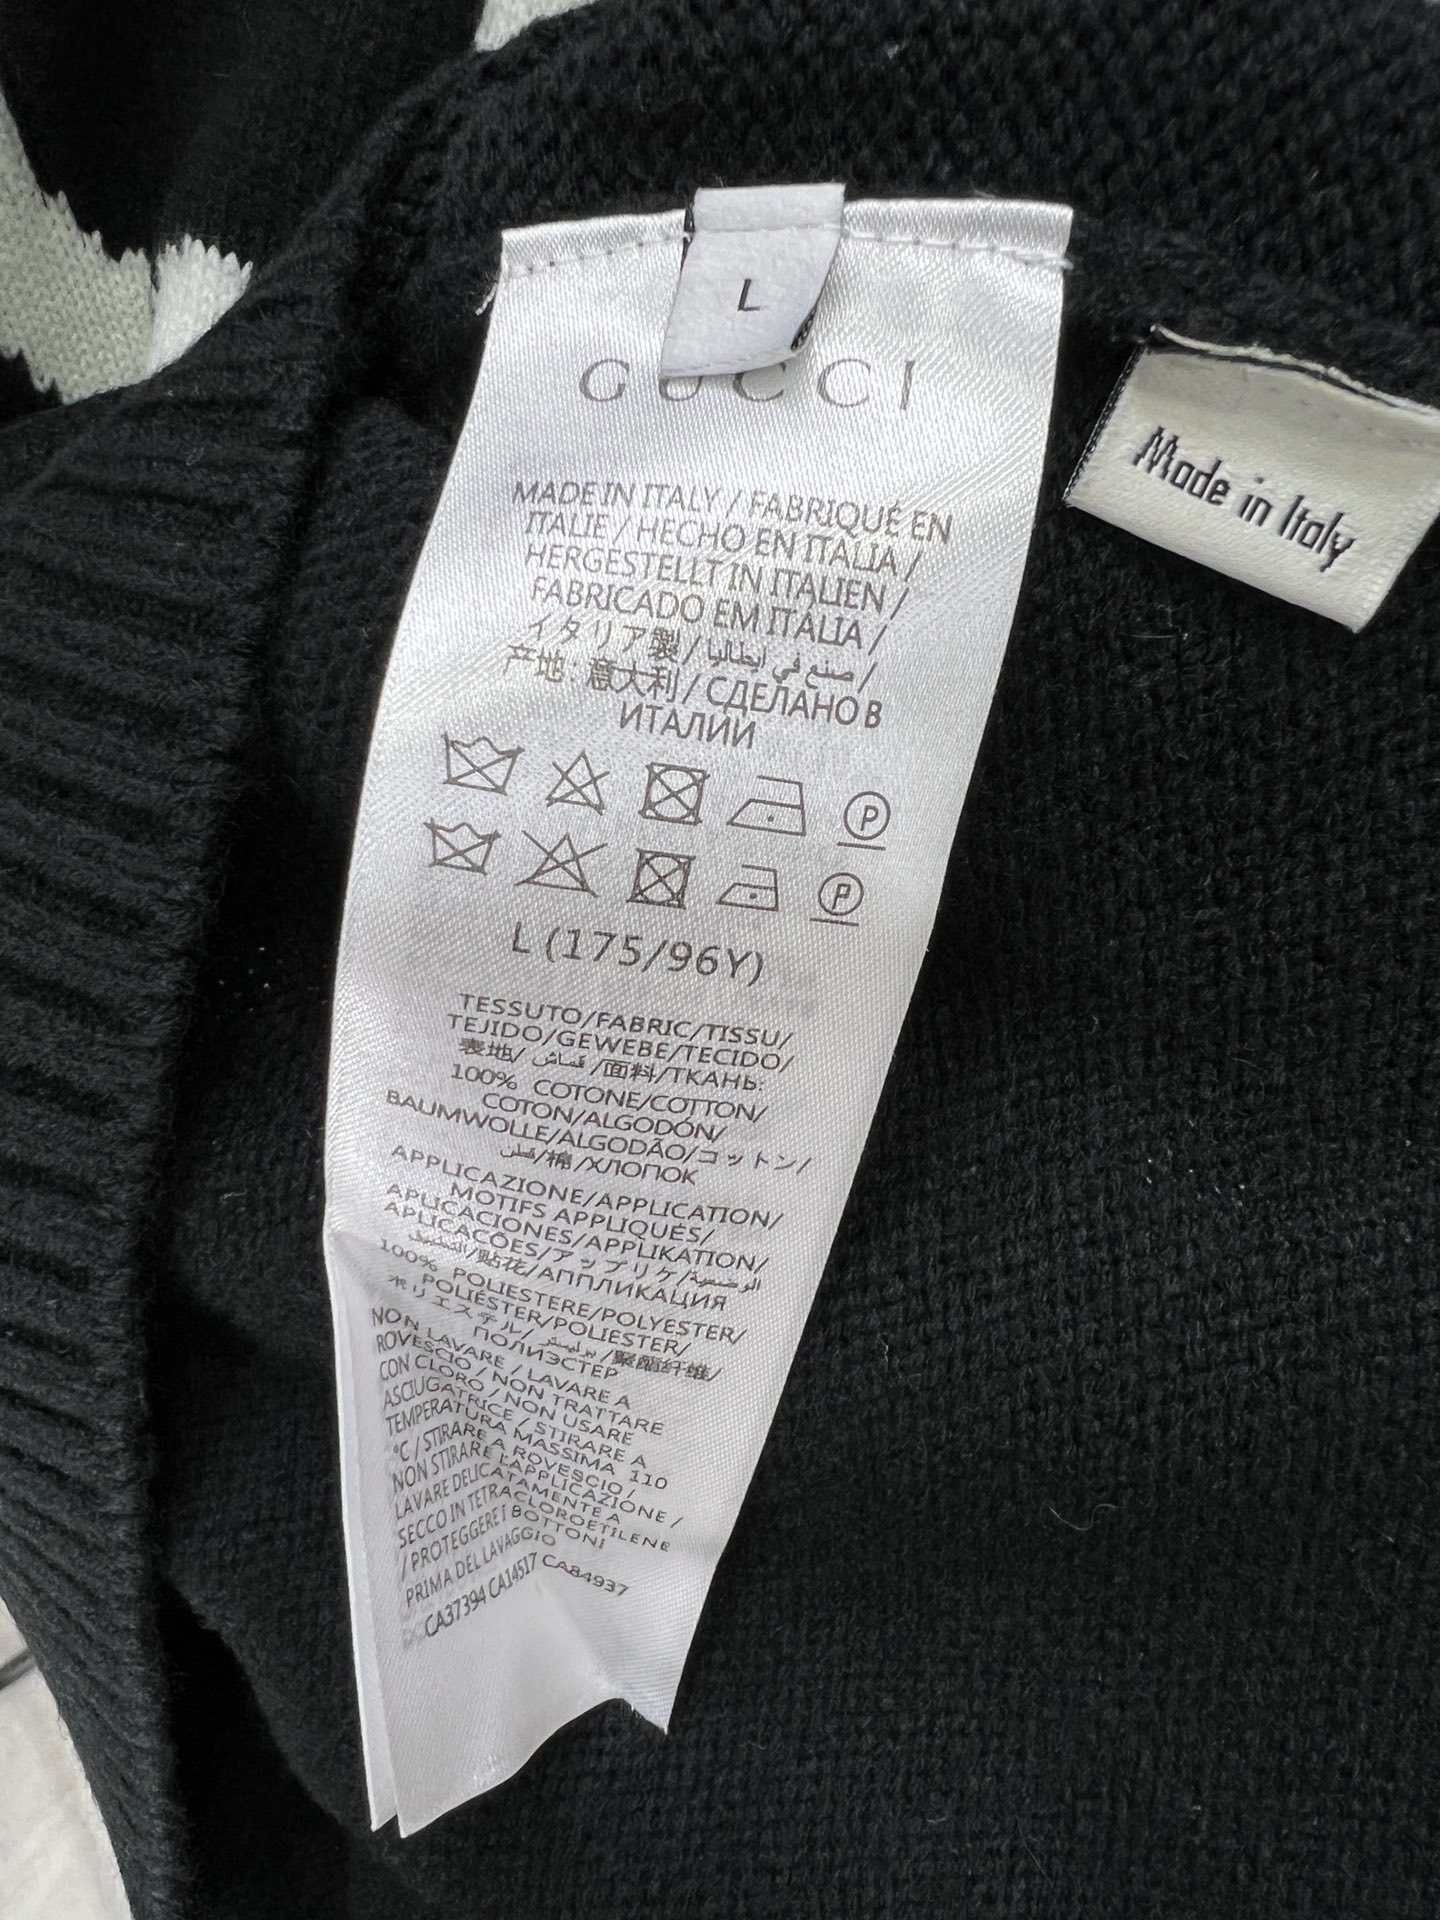 L
GUCCI
Made in Italy
MADE IN ITALY / FABRIQUÉ EN
ITALIE / HECHO EN ITALIA /
HERGESTELLT IN ITALIEN /
FABRICADO EM ITALIA /
イタリア製 / صنع في ايطاليا /
产地: 意大利 / СДЕЛАНО В
ИТАЛИИ
P
P
L (175/96Y)
TESSUTO/FABRIC/TISSU/
TEJIDO/GEWEBE/TECIDO/
表地/ قماش /面料/ТКАНЬ:
100% COTONE/COTTON/
COTON/ALGODÓN/
BAUMWOLLE/ALGODÃO/コットン/
قطن/棉/ХЛОПОК
APPLICAZIONE/APPLICATION/
MOTIFS APPLIQUÉS/
APLICACIONES/APPLIKATION/
APLICACÕES/アップリケ/الوضعية
التطبيق/贴花/АППЛИКАЦИЯ
100% POLIESTERE/POLYESTER/
POLIÉSTER/POLIESTER/
ポリエステル/ بوليستر /聚酯纤维/
ПОЛИЭСТЕР
NON LAVARE / LAVARE A
ROVESCIO / NON TRATTARE
CON CLORO / NON USARE
ASCIUGATRICE / STIRARE A
TEMPERATURA MASSIMA 110
°C / STIRARE A ROVESCIO /
NON STIRARE L'APPLICAZIONE /
LAVARE DELICATAMENTE A
SECCO IN TETRACLOROETILENE
/ PROTEGGERE I BOTTONI
PRIMA DEL LAVAGGIO
CA37394 CA14517 CA84937